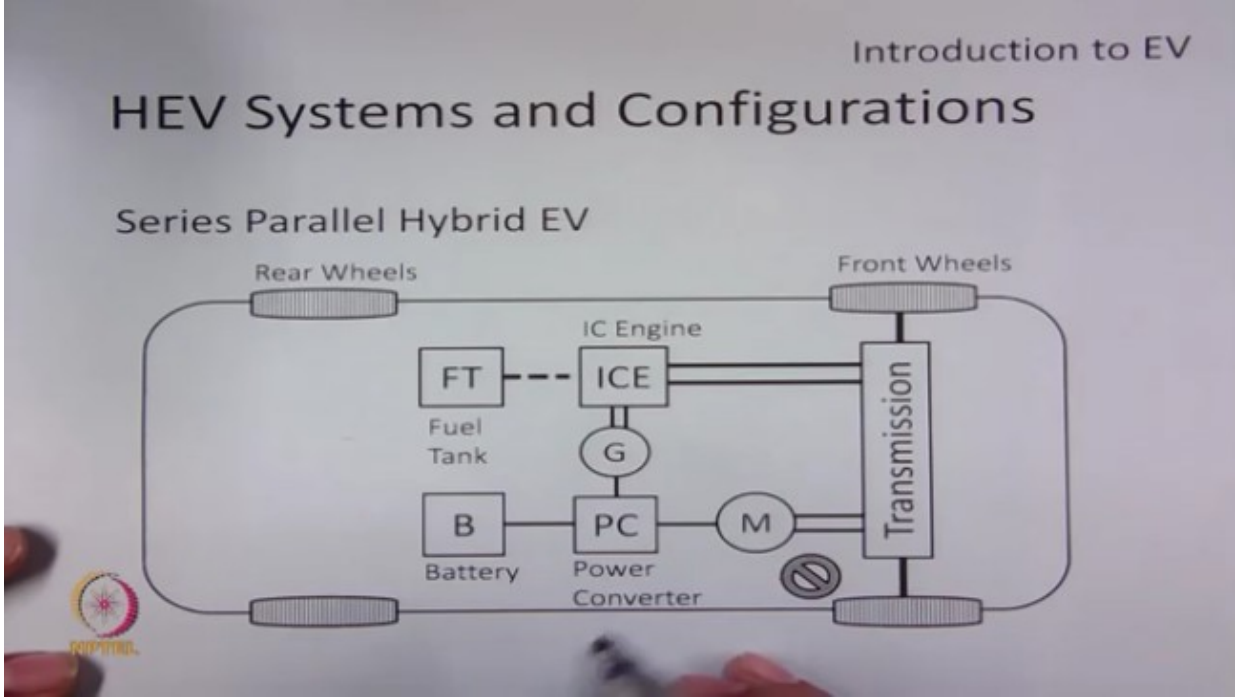 Introduction to EV
HEV Systems and Configurations
Series Parallel Hybrid EV
Rear Wheels
Front Wheels
IC Engine
FT
ICE
Fuel
Tank
G
Transmission
B
PC
M
Battery
Power
Converter
NPTEL